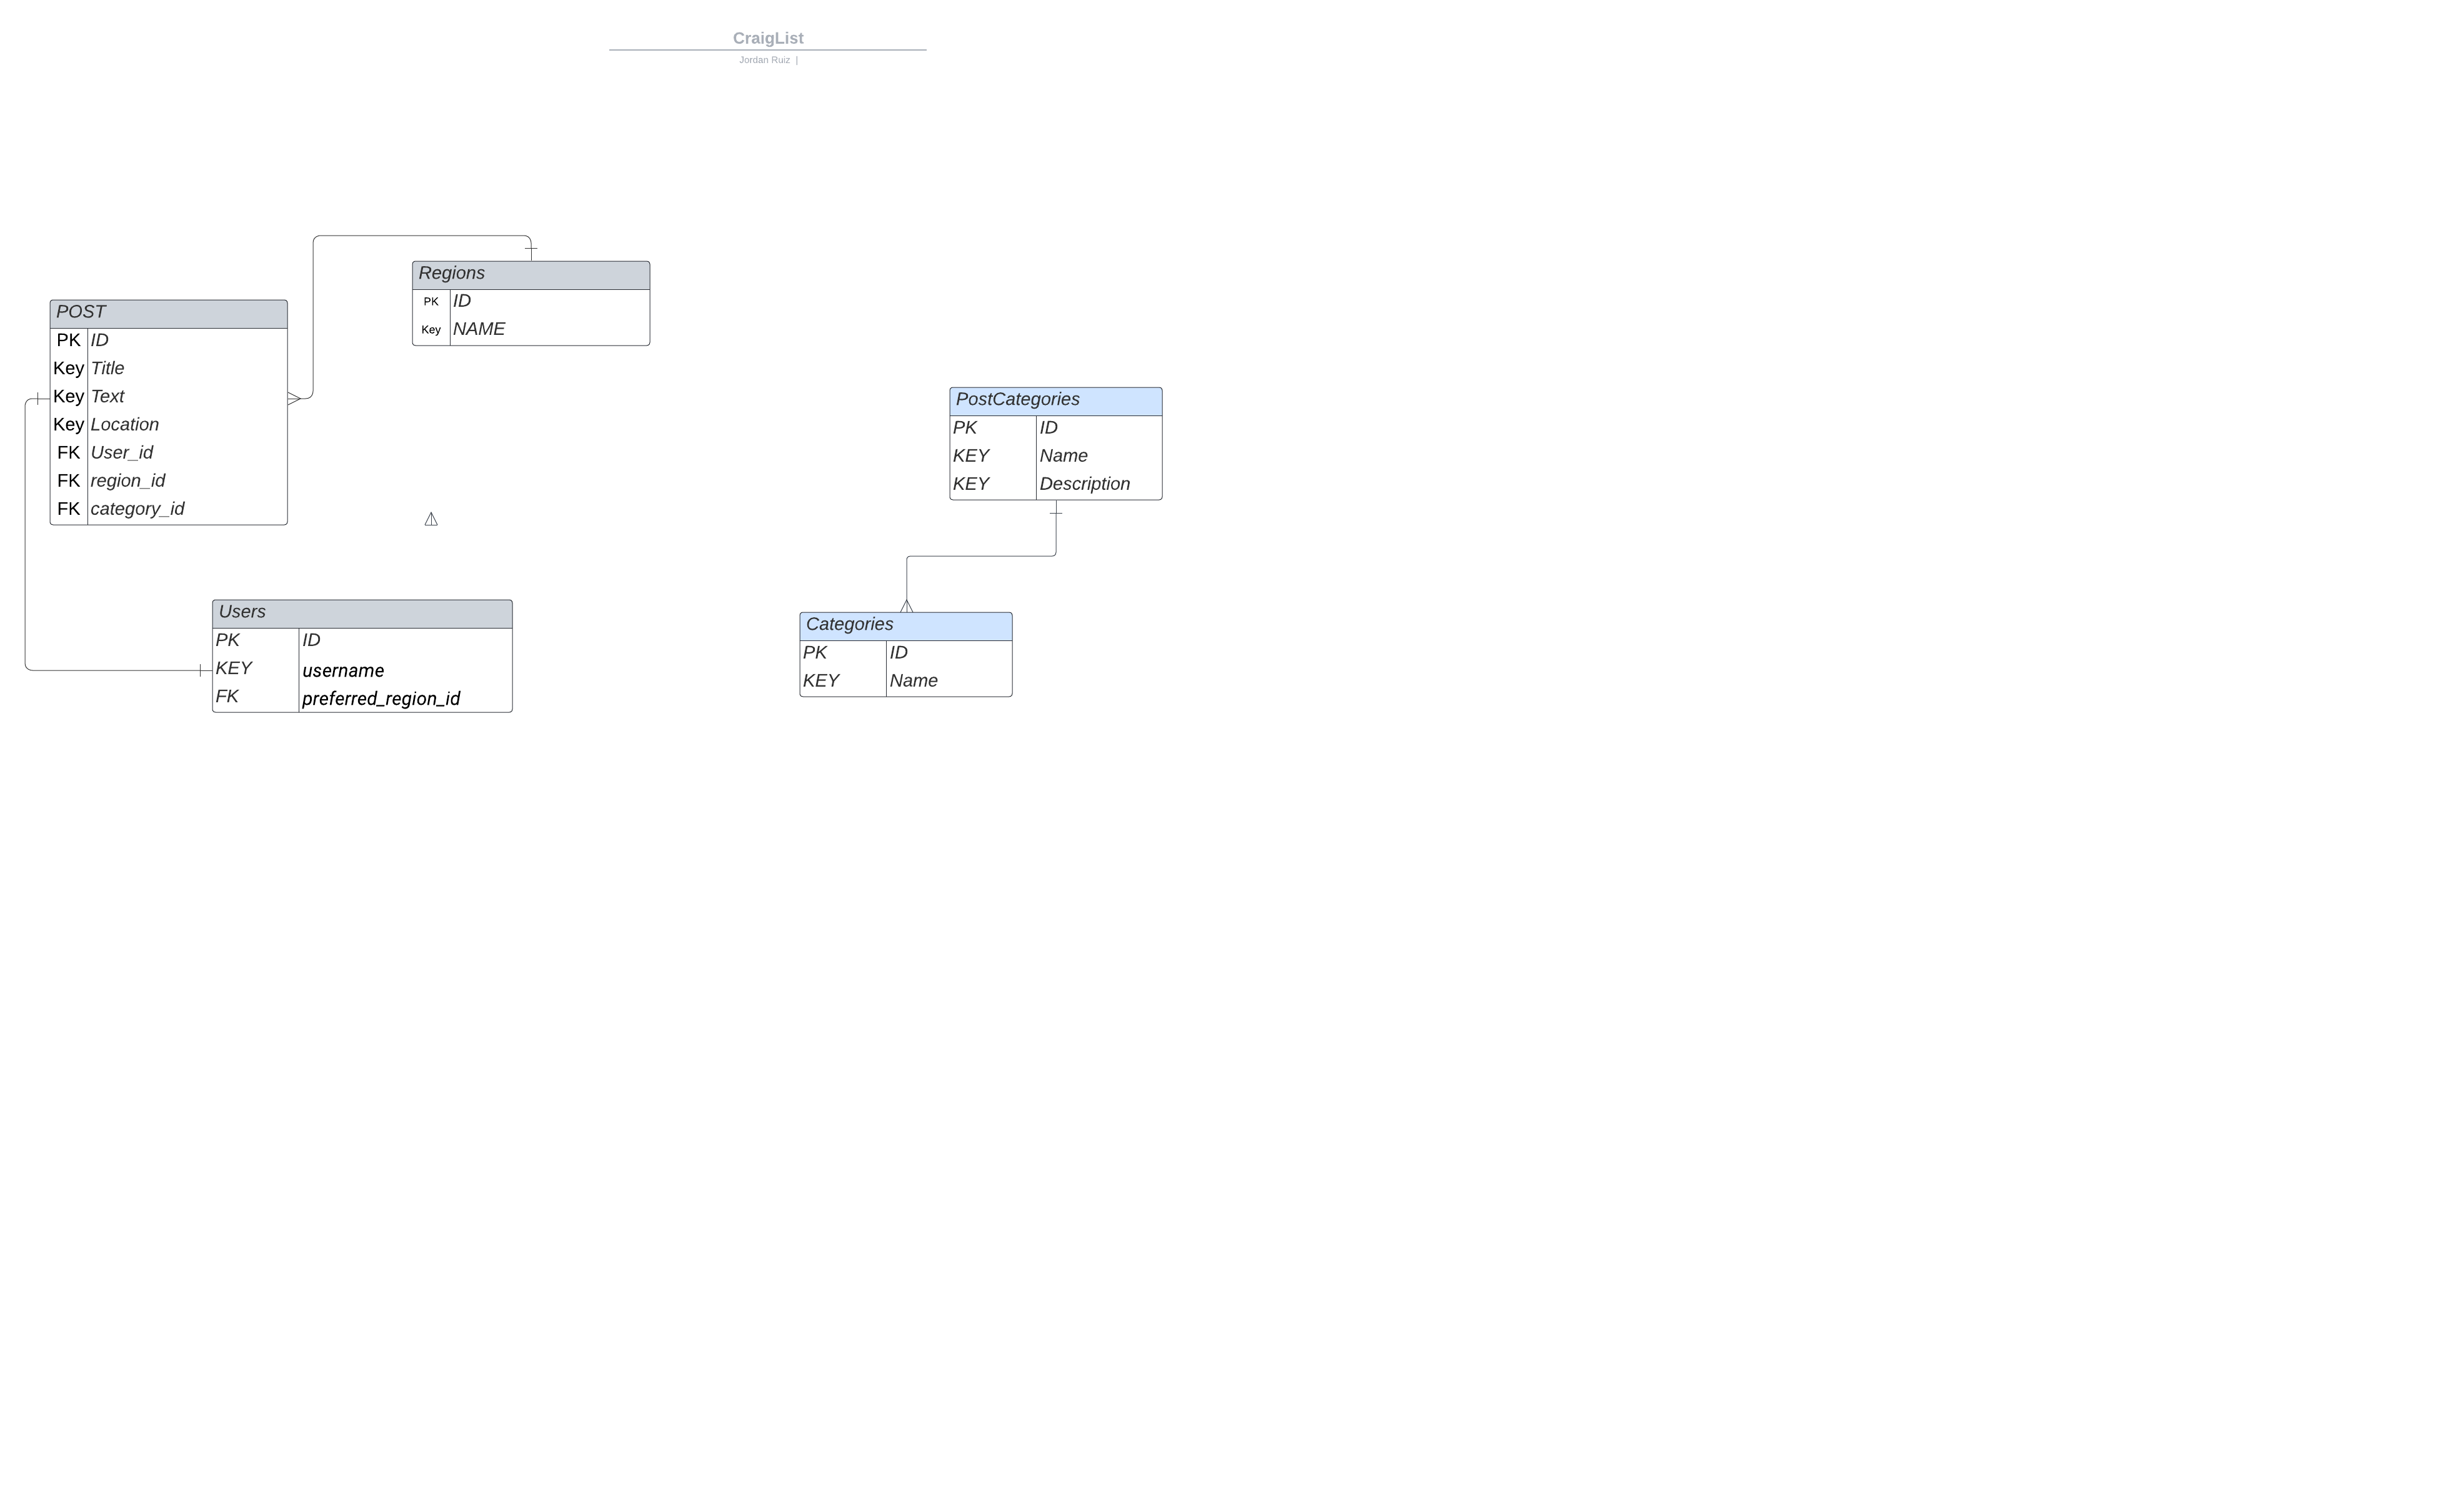 CraigList
Jordan Ruiz |
Regions
PK ID
Key NAME
POST
PK ID
Key Title
Key Text
Key Location
FK User_id
FK region_id
FK category_id
PostCategories
PK ID
KEY Name
KEY Description
Users
PK ID
KEY username
FK preferred_region_id
Categories
PK ID
KEY Name